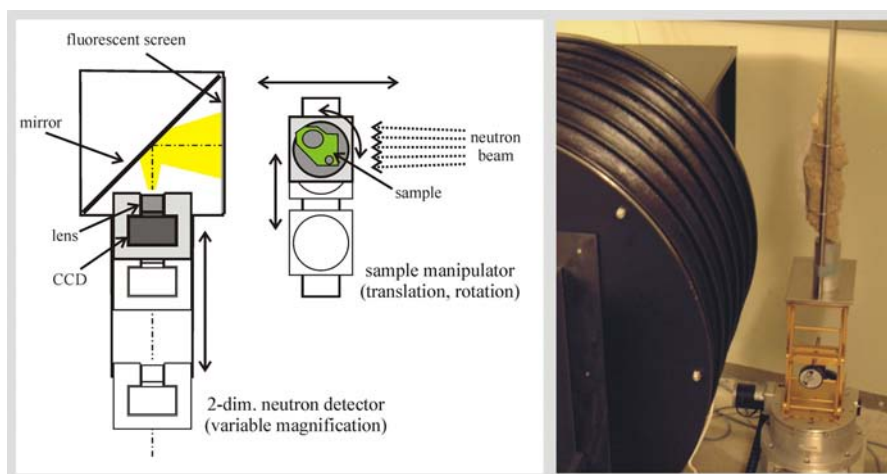 fluorescent screen
mirror
neutron
beam
sample
lens
CCD
sample manipulator
(translation, rotation)
2-dim. neutron detector
(variable magnification)